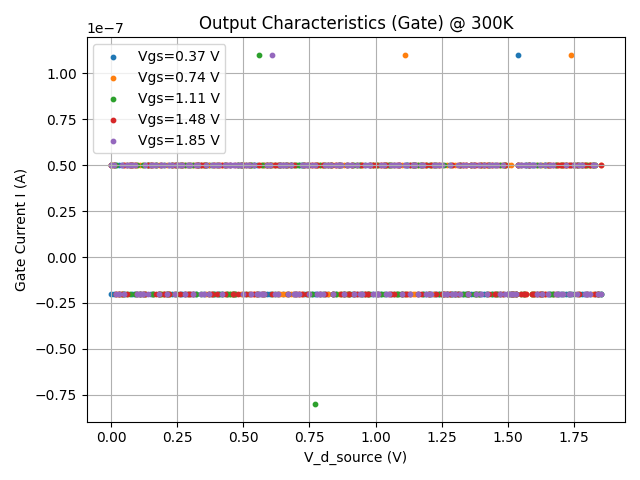 Output Characteristics (Gate) @ 300K
1e−7
Vgs=0.37 V
Vgs=0.74 V
Vgs=1.11 V
Vgs=1.48 V
Vgs=1.85 V
1.00
0.75
0.50
0.25
0.00
−0.25
−0.50
−0.75
Gate Current I (A)
0.00 0.25 0.50 0.75 1.00 1.25 1.50 1.75
V_d_source (V)